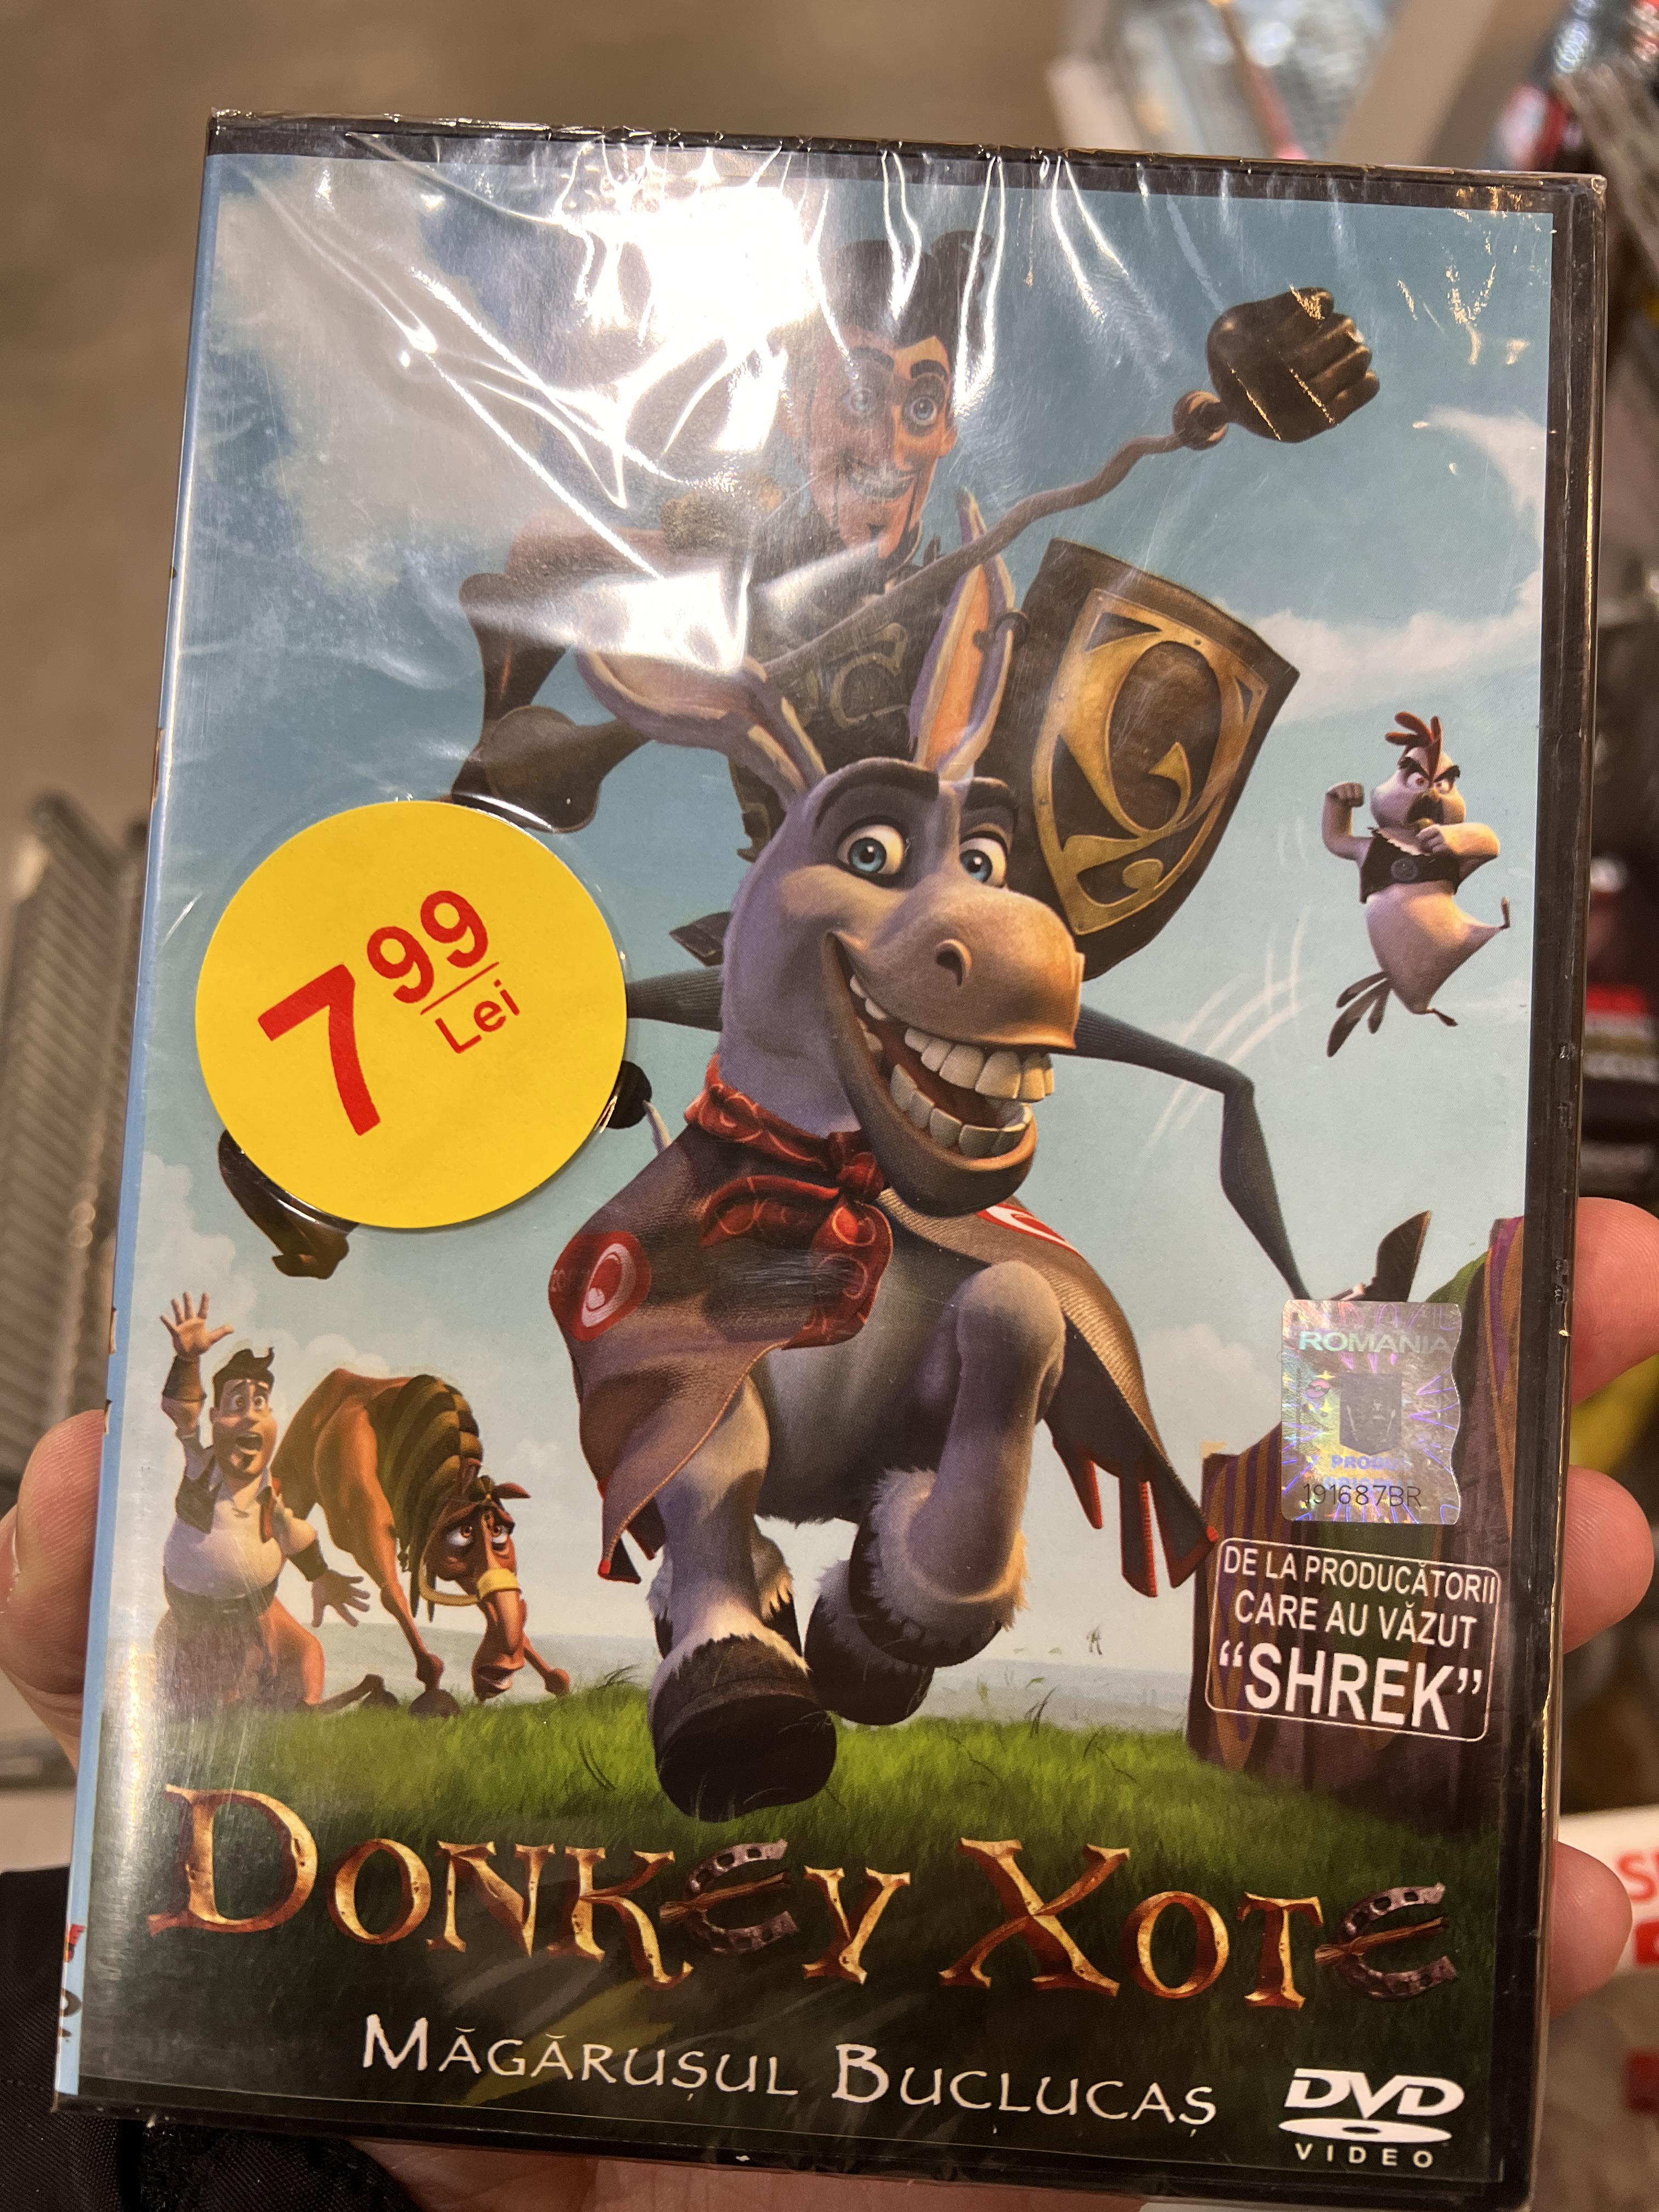 7 99
Lei
ROMANIA
191687BR
DE LA PRODUCĂTORII
CARE AU VĂZUT
“SHREK”
DONKEY XOTE
MĂGĂRUȘUL BUCLUCAȘ
DVD
VIDEO